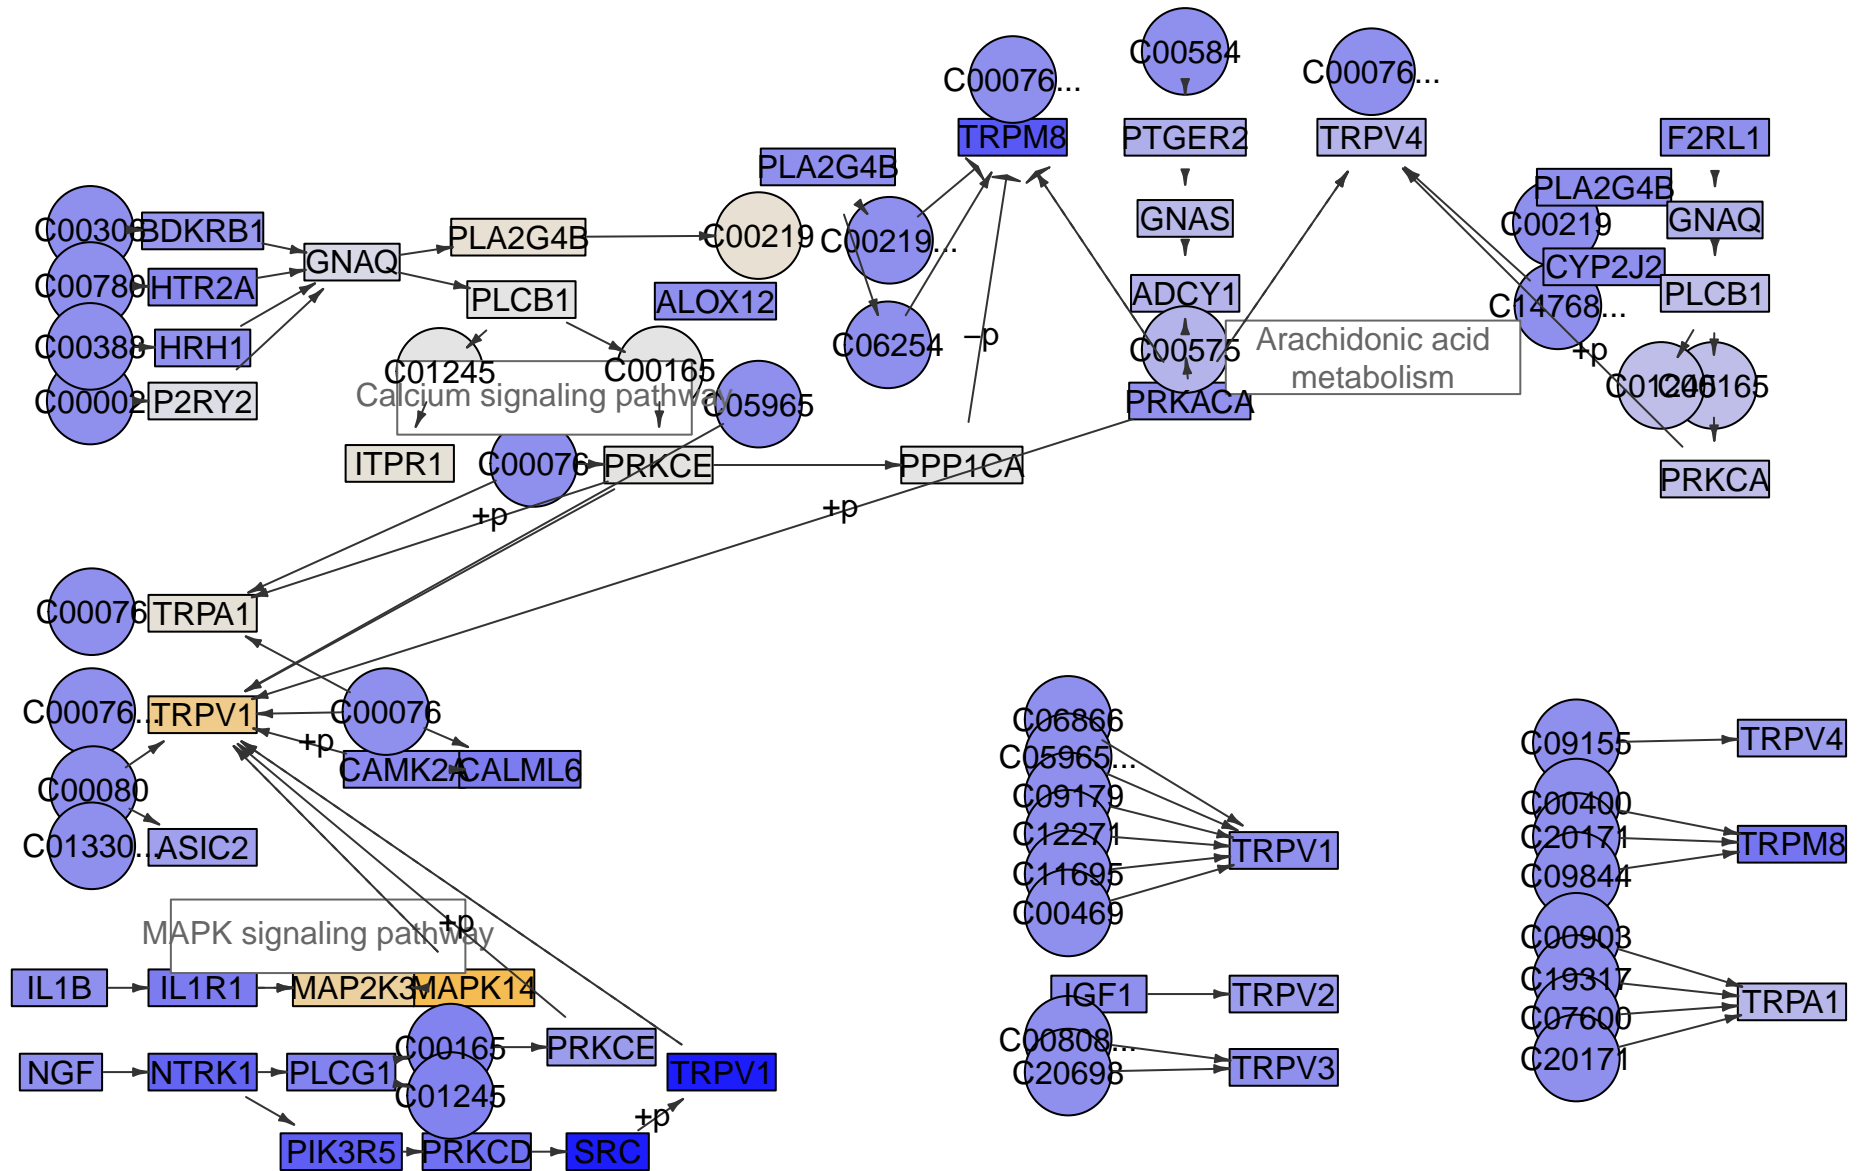 C00584
C00076...
C00076...
TRPM8
PTGER2
TRPV4
F2RL1
PLA2G4B
PLA2G4B
C00219
GNAS
GNAQ
C00308
BDKRB1
PLA2G4B
C00219
C00219...
GNAQ
CYP2J2
C00780
HTR2A
PLCB1
ALOX12
ADCY1
C14768...
PLCB1
C00388
HRH1
C06254
–p
C00575
Arachidonic acid
metabolism
+p
C01245
C00165
Calcium signaling pathway
C01245
C00165
C00002
P2RY2
C05965
PRKACA
ITPR1
C00076
PRKCE
PPP1CA
PRKCA
+p
+p
C00076
TRPA1
C00076...
TRPV1
C00076
+p
C06866
C05965...
C09179
C12271
C11695
C00469
TRPV1
C09155
TRPV4
C00080
CAMK2A
CALML6
C00400
C20171
C09844
TRPM8
C01330...
ASIC2
MAPK signaling pathway
+p
C00903
C19317
C07600
C20171
TRPA1
IL1B
IL1R1
MAP2K3
MAPK14
IGF1
TRPV2
C00165
PRKCE
C00808...
C20698
TRPV3
NGF
NTRK1
PLCG1
C01245
TRPV1
+p
PIK3R5
PRKCD
SRC